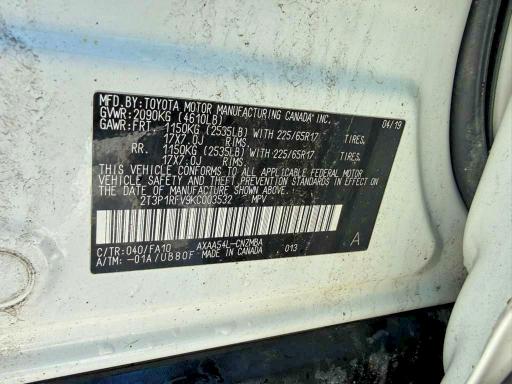 MFD.BY: TOYOTA MOTOR MANUFACTURING CANADA INC. 04/19
GVWR: 2090KG (4610LB)
GAWR: FRT. 1150KG (2535LB) WITH 225/65R17 TIRES,
17X7.0J RIMS.
RR. 1150KG (2535LB) WITH 225/65R17 TIRES,
17X7.0J RIMS.
THIS VEHICLE CONFORMS TO ALL APPLICABLE FEDERAL MOTOR
VEHICLE SAFETY AND THEFT PREVENTION STANDARDS IN EFFECT ON
THE DATE OF MANUFACTURE SHOWN ABOVE.
2T3P1RFV9KC003532 MPV
C/TR: 040/FA10 AXAA54L-CNZMBA 013 A
A/TM: -01A/UB80F MADE IN CANADA